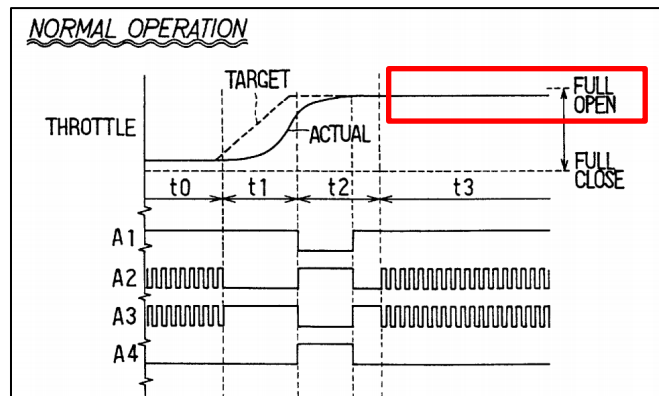 NORMAL OPERATION
TARGET
FULL
OPEN
THROTTLE
ACTUAL
FULL
CLOSE
t0 t1 t2 t3
A1
A2
A3
A4